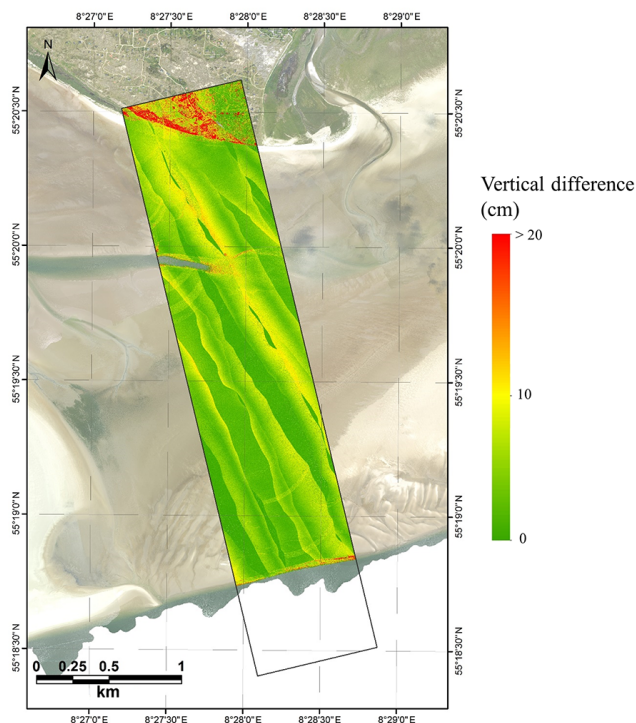 8°27'0"E 8°27'30"E 8°28'0"E 8°28'30"E 8°29'0"E
N
55°20'30"N 55°20'30"N
55°20'0"N 55°20'0"N
55°19'30"N 55°19'30"N
55°19'0"N 55°19'0"N
55°18'30"N 55°18'30"N
Vertical difference
(cm)
> 20
10
0
0 0.25 0.5 1
km
8°27'0"E 8°27'30"E 8°28'0"E 8°28'30"E 8°29'0"E